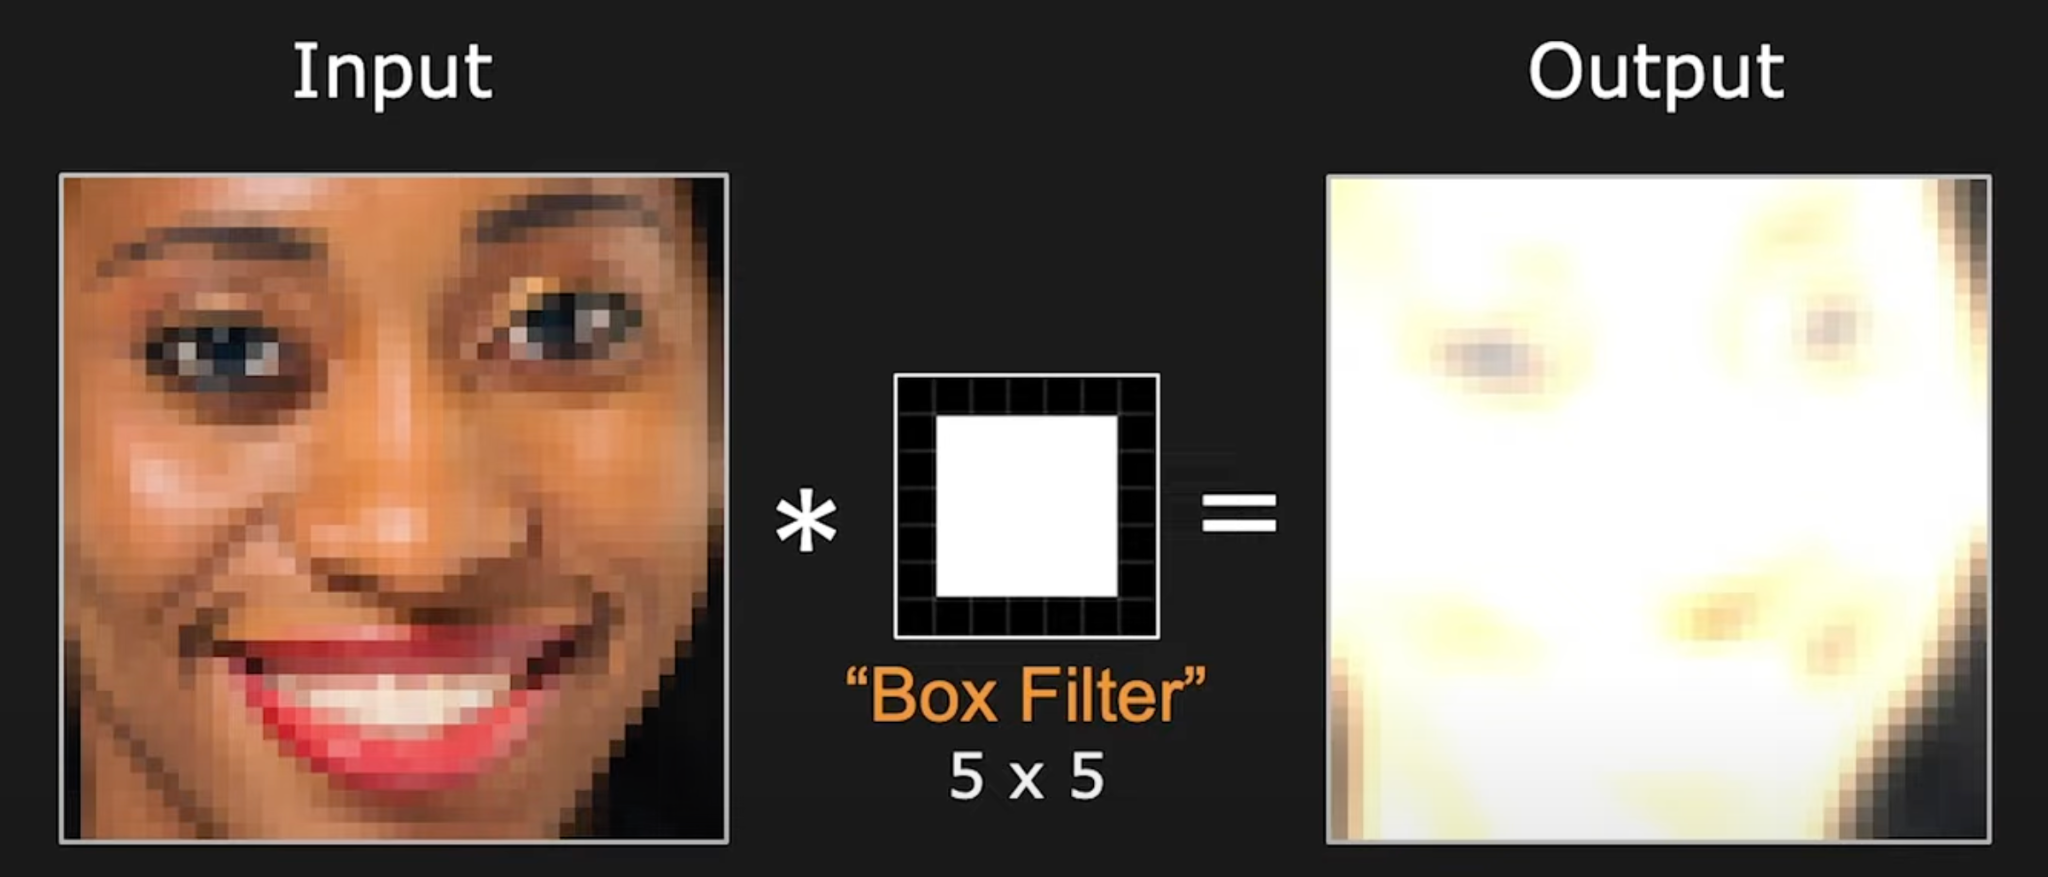 Input
Output
*
=
“Box Filter”
5 x 5